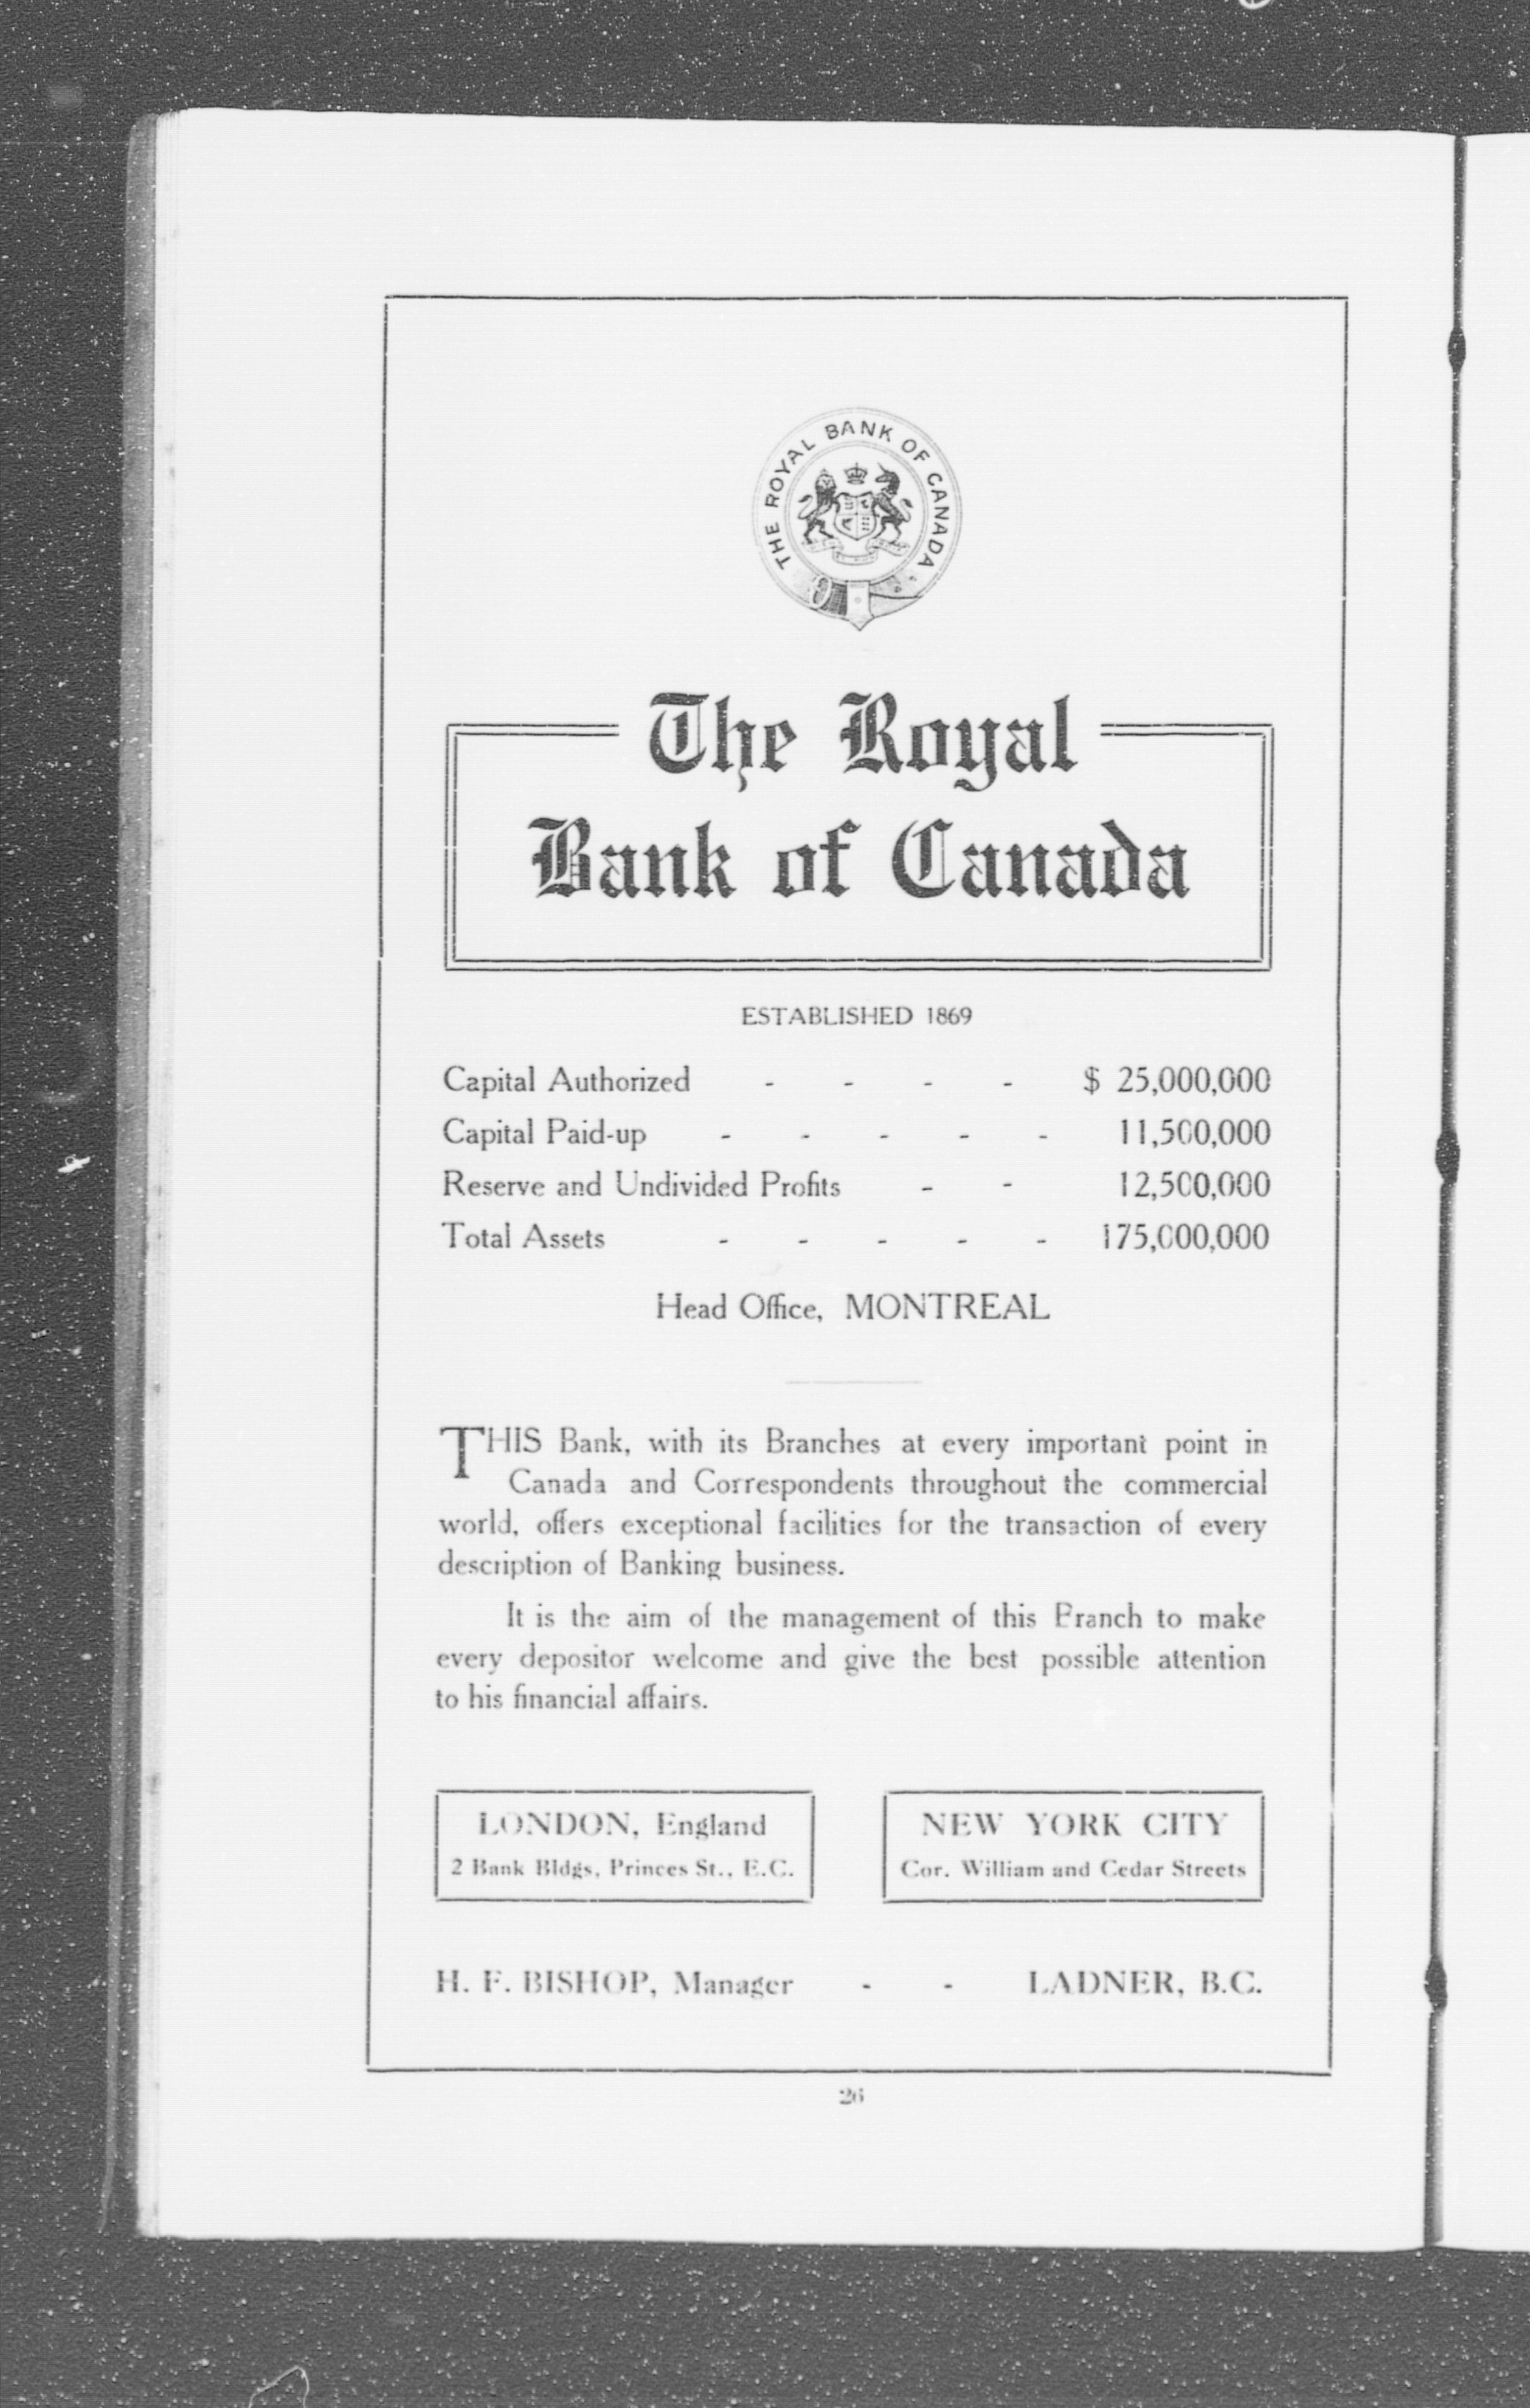 THE ROYAL BANK OF CANADA
The Royal
Bank of Canada
ESTABLISHED 1869
Capital Authorized - - - - $ 25,000,000
Capital Paid-up - - - - - 11,500,000
Reserve and Undivided Profits - - 12,500,000
Total Assets - - - - - 175,000,000
Head Office, MONTREAL
THIS Bank, with its Branches at every important point in
Canada and Correspondents throughout the commercial
world, offers exceptional facilities for the transaction of every
description of Banking business.
It is the aim of the management of this Branch to make
every depositor welcome and give the best possible attention
to his financial affairs.
LONDON, England
2 Bank Bldgs, Princes St., E.C.
NEW YORK CITY
Cor. William and Cedar Streets
H. F. BISHOP, Manager - - LADNER, B.C.
26